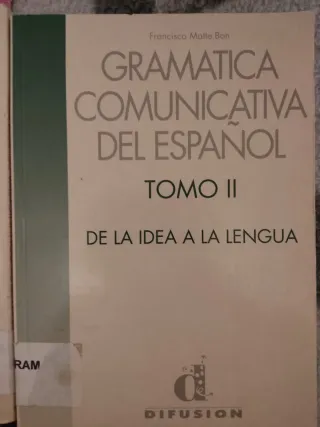 Francisco Matte Bon
GRAMATICA
COMUNICATIVA
DEL ESPAÑOL
TOMO II
DE LA IDEA A LA LENGUA
RAM
d
DIFUSION